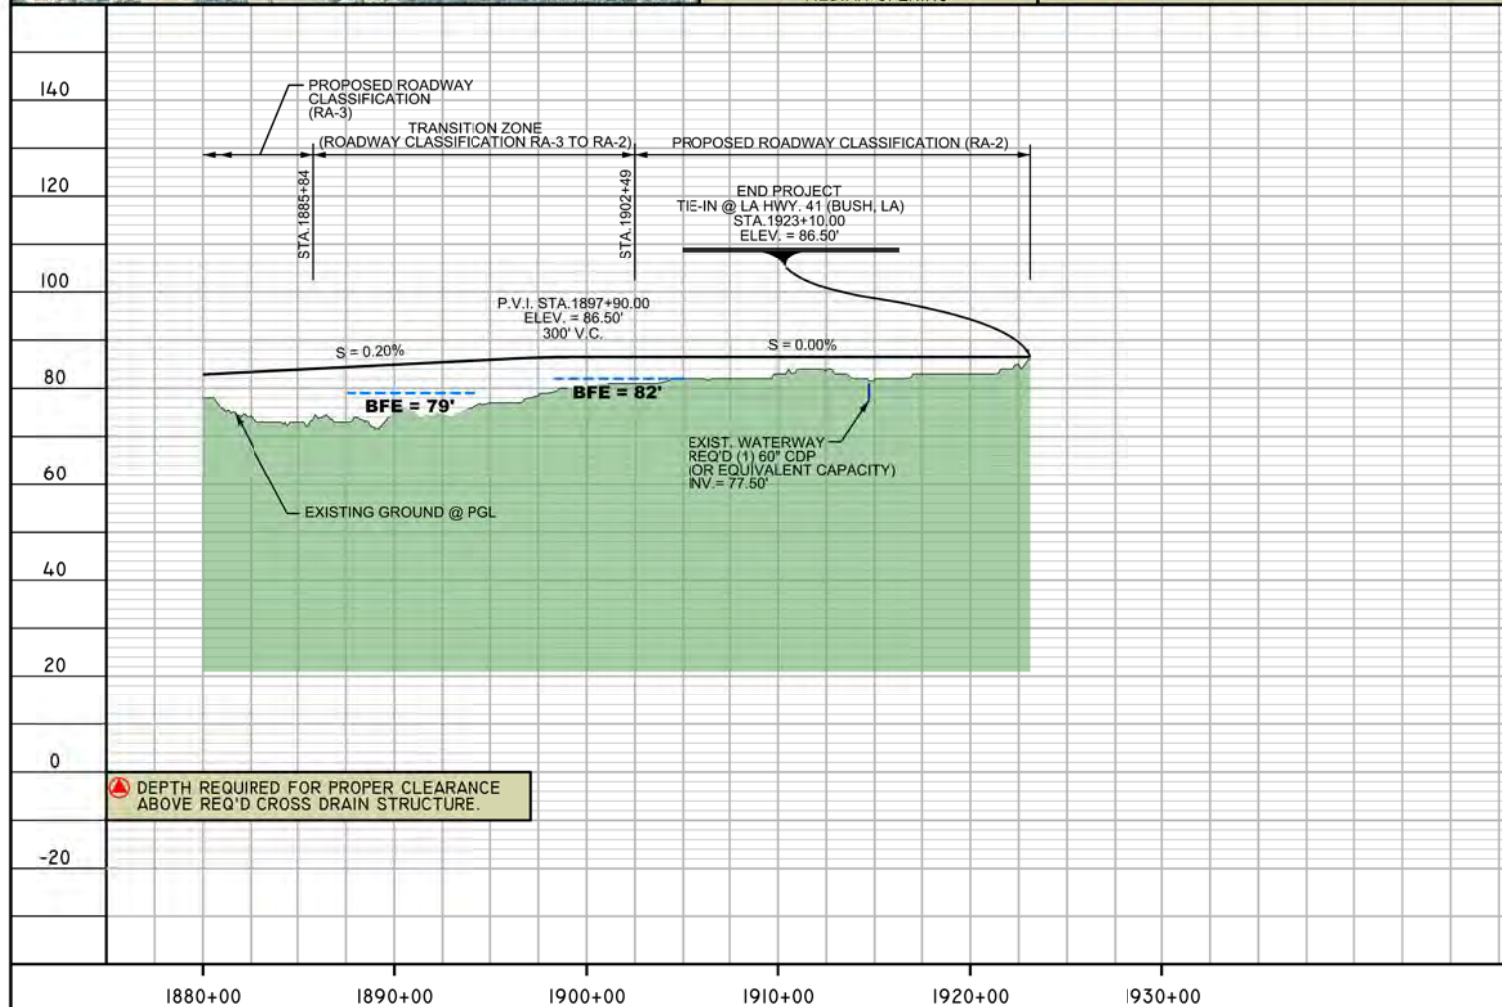 140
120
100
80
60
40
20
0
-20
PROPOSED ROADWAY
CLASSIFICATION
(RA-3)
TRANSITION ZONE
(ROADWAY CLASSIFICATION RA-3 TO RA-2)
PROPOSED ROADWAY CLASSIFICATION (RA-2)
STA.1885+84
STA.1902+49
END PROJECT
TIE-IN @ LA HWY. 41 (BUSH, LA)
STA.1923+10.00
ELEV. = 86.50'
P.V.I. STA.1897+90.00
ELEV. = 86.50'
300' V.C.
S = 0.20%
S = 0.00%
BFE = 79'
BFE = 82'
EXIST. WATERWAY
REQ'D (1) 60" CDP
(OR EQUIVALENT CAPACITY)
INV.= 77.50'
EXISTING GROUND @ PGL
DEPTH REQUIRED FOR PROPER CLEARANCE
ABOVE REQ'D CROSS DRAIN STRUCTURE.
1880+00 1890+00 1900+00 1910+00 1920+00 1930+00